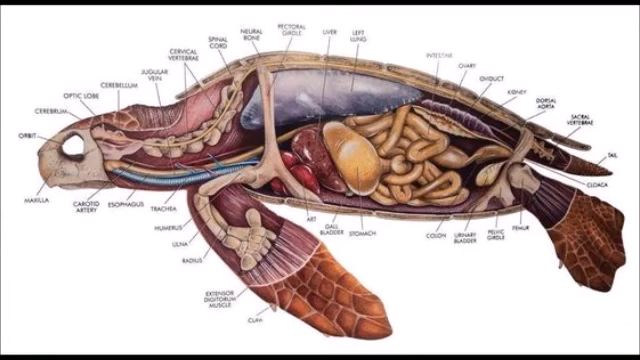 NEURAL
BONE
PECTORAL
GIRDLE
LIVER
LEFT
LUNG
SPINAL
CORD
CERVICAL
VERTEBRAE
JUGULAR
VEIN
CEREBELLUM
OPTIC LOBE
CEREBRUM
ORBIT
MAXILLA
CAROTID
ARTERY
ESOPHAGUS
TRACHEA
HUMERUS
ULNA
RADIUS
EXTENSOR
DIGITORUM
MUSCLE
CLAW
GALL
BLADDER
STOMACH
COLON
URINARY
BLADDER
PELVIC
GIRDLE
FEMUR
INTESTINE
OVARY
OVIDUCT
KIDNEY
DORSAL
AORTA
SACRAL
VERTEBRAE
TAIL
CLOACA